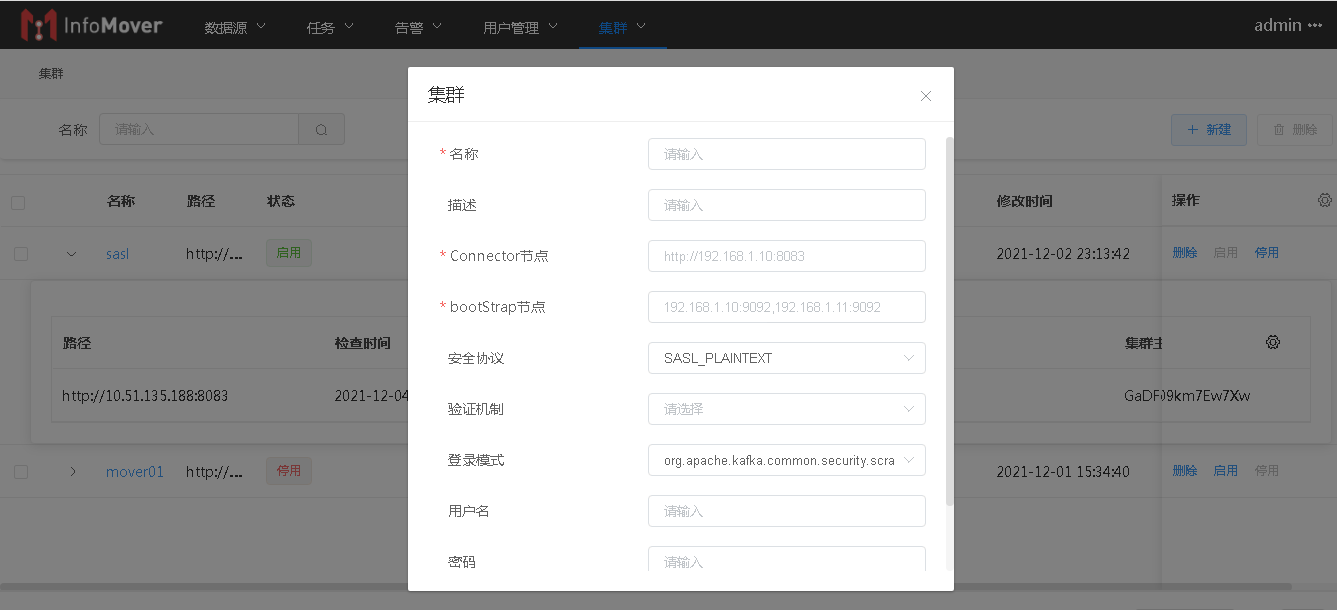 InfoMover 数据源 任务 告警 用户管理 集群 admin
集群
名称 请输入 新建 删除
名称 路径 状态 修改时间 操作
sasl http://... 启用 2021-12-02 23:13:42 删除 启用 停用
路径 检查时间 集群主
http://10.51.135.188:8083 2021-12-04 GaDF09km7Ew7Xw
mover01 http://... 停用 2021-12-01 15:34:40 删除 启用 停用
集群
* 名称 请输入
描述 请输入
* Connector节点 http://192.168.1.10:8083
* bootStrap节点 192.168.1.10:9092,192.168.1.11:9092
安全协议 SASL_PLAINTEXT
验证机制 请选择
登录模式 org.apache.kafka.common.security.scra
用户名 请输入
密码 请输入